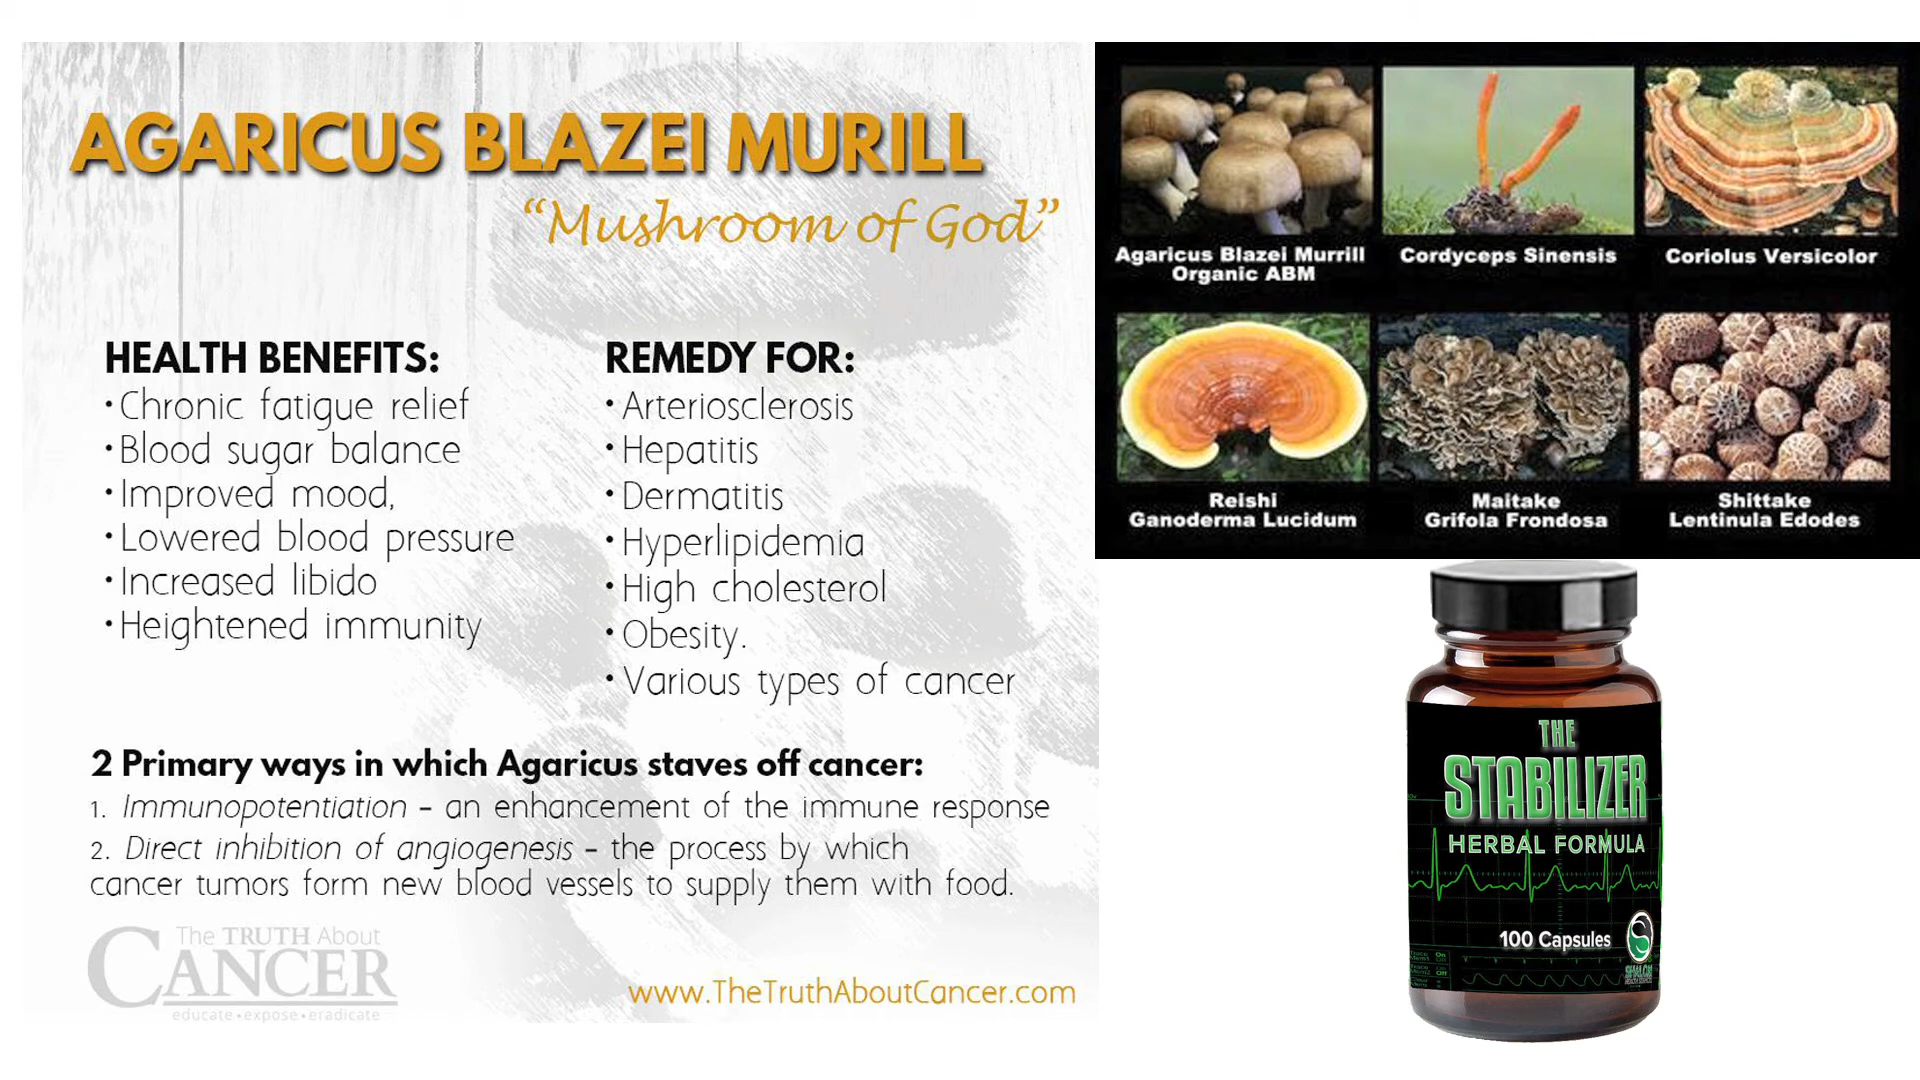 AGARICUS BLAZEI MURILL
“Mushroom of God”
HEALTH BENEFITS:
• Chronic fatigue relief
• Blood sugar balance
• Improved mood,
• Lowered blood pressure
• Increased libido
• Heightened immunity
REMEDY FOR:
• Arteriosclerosis
• Hepatitis
• Dermatitis
• Hyperlipidemia
• High cholesterol
• Obesity.
• Various types of cancer
2 Primary ways in which Agaricus staves off cancer:
1. Immunopotentiation – an enhancement of the immune response
2. Direct inhibition of angiogenesis – the process by which
cancer tumors form new blood vessels to supply them with food.
The TRUTH About
CANCER
educate • expose • eradicate
www.TheTruthAboutCancer.com
Agaricus Blazei Murrill
Organic ABM
Cordyceps Sinensis
Coriolus Versicolor
Reishi
Ganoderma Lucidum
Maitake
Grifola Frondosa
Shittake
Lentinula Edodes
THE
STABILIZER
HERBAL FORMULA
100 Capsules